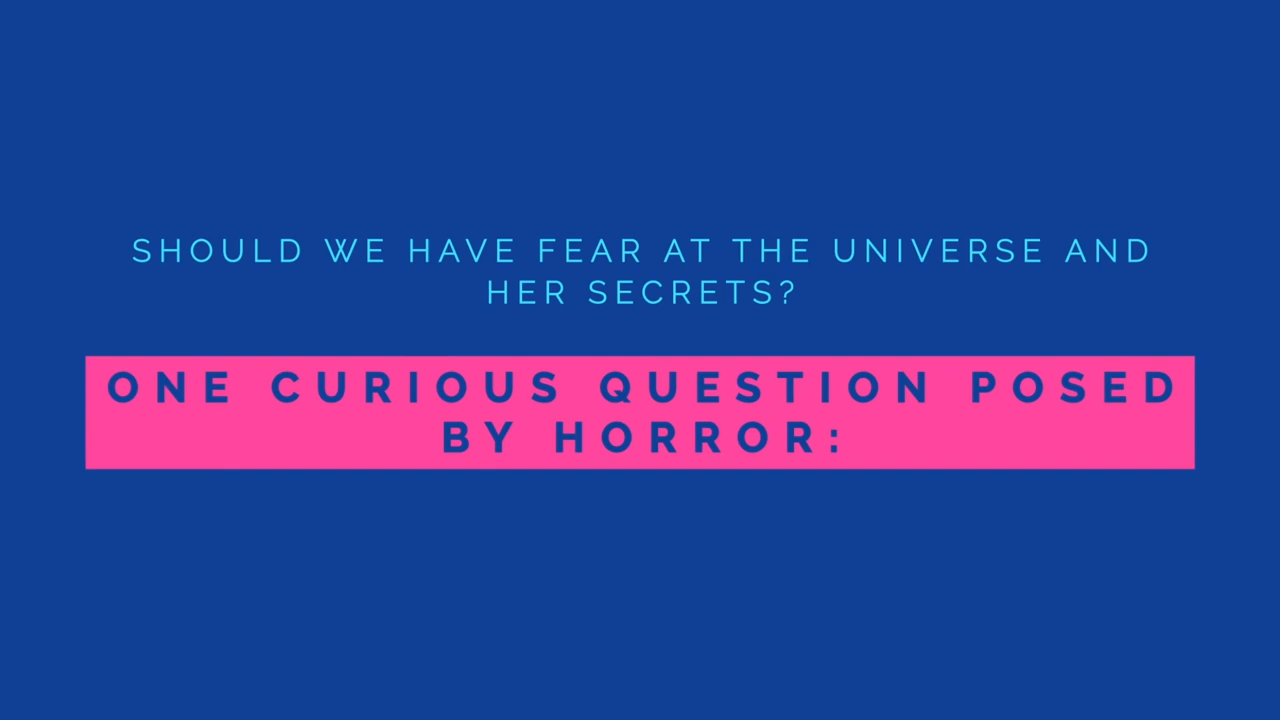 SHOULD WE HAVE FEAR AT THE UNIVERSE AND
HER SECRETS?
ONE CURIOUS QUESTION POSED
BY HORROR: